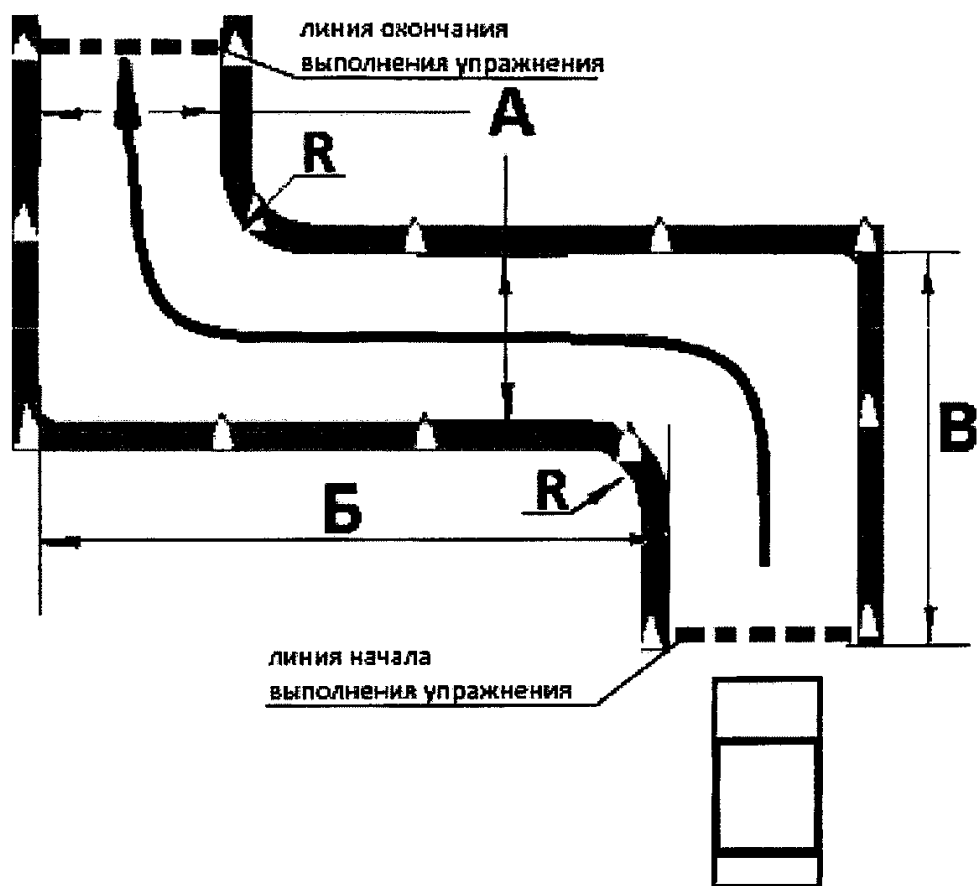 линия окончания
выполнения упражнения
А
R
В
R
Б
линия начала
выполнения упражнения